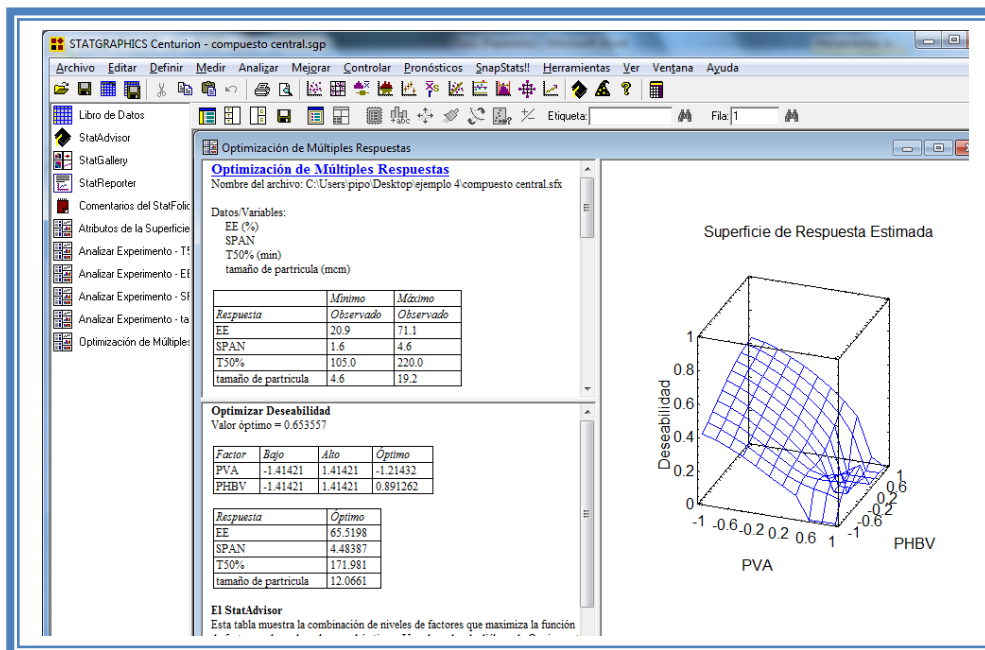 STATGRAPHICS Centurion - compuesto central.sgp
Archivo Editar Definir Medir Analizar Mejorar Controlar Pronósticos SnapStats!! Herramientas Ver Ventana Ayuda
Libro de Datos
StatAdvisor
StatGallery
StatReporter
Comentarios del StatFolio
Atributos de la Superficie
Analizar Experimento - T5
Analizar Experimento - EE
Analizar Experimento - SF
Analizar Experimento - ta
Optimización de Múltiples
Etiqueta: Fila: 1
Optimización de Múltiples Respuestas
Optimización de Múltiples Respuestas
Nombre del archivo: C:\Users\pipo\Desktop\ejemplo 4\compuesto central.sfx
Datos/Variables:
EE (%)
SPAN
T50% (min)
tamaño de partricula (mcm)
Mínimo Máximo
Respuesta Observado Observado
EE 20.9 71.1
SPAN 1.6 4.6
T50% 105.0 220.0
tamaño de partricula 4.6 19.2
Optimizar Deseabilidad
Valor óptimo = 0.653557
Factor Bajo Alto Óptimo
PVA -1.41421 1.41421 -1.21432
PHBV -1.41421 1.41421 0.891262
Respuesta Óptimo
EE 65.5198
SPAN 4.48387
T50% 171.981
tamaño de partricula 12.0661
El StatAdvisor
Esta tabla muestra la combinación de niveles de factores que maximiza la función
Superficie de Respuesta Estimada
Deseabilidad
1
0.8
0.6
0.4
0.2
0
-1 -0.6 -0.2 0.2 0.6 1
PVA
-1 -0.6 -0.2 0.2 0.6 1
PHBV